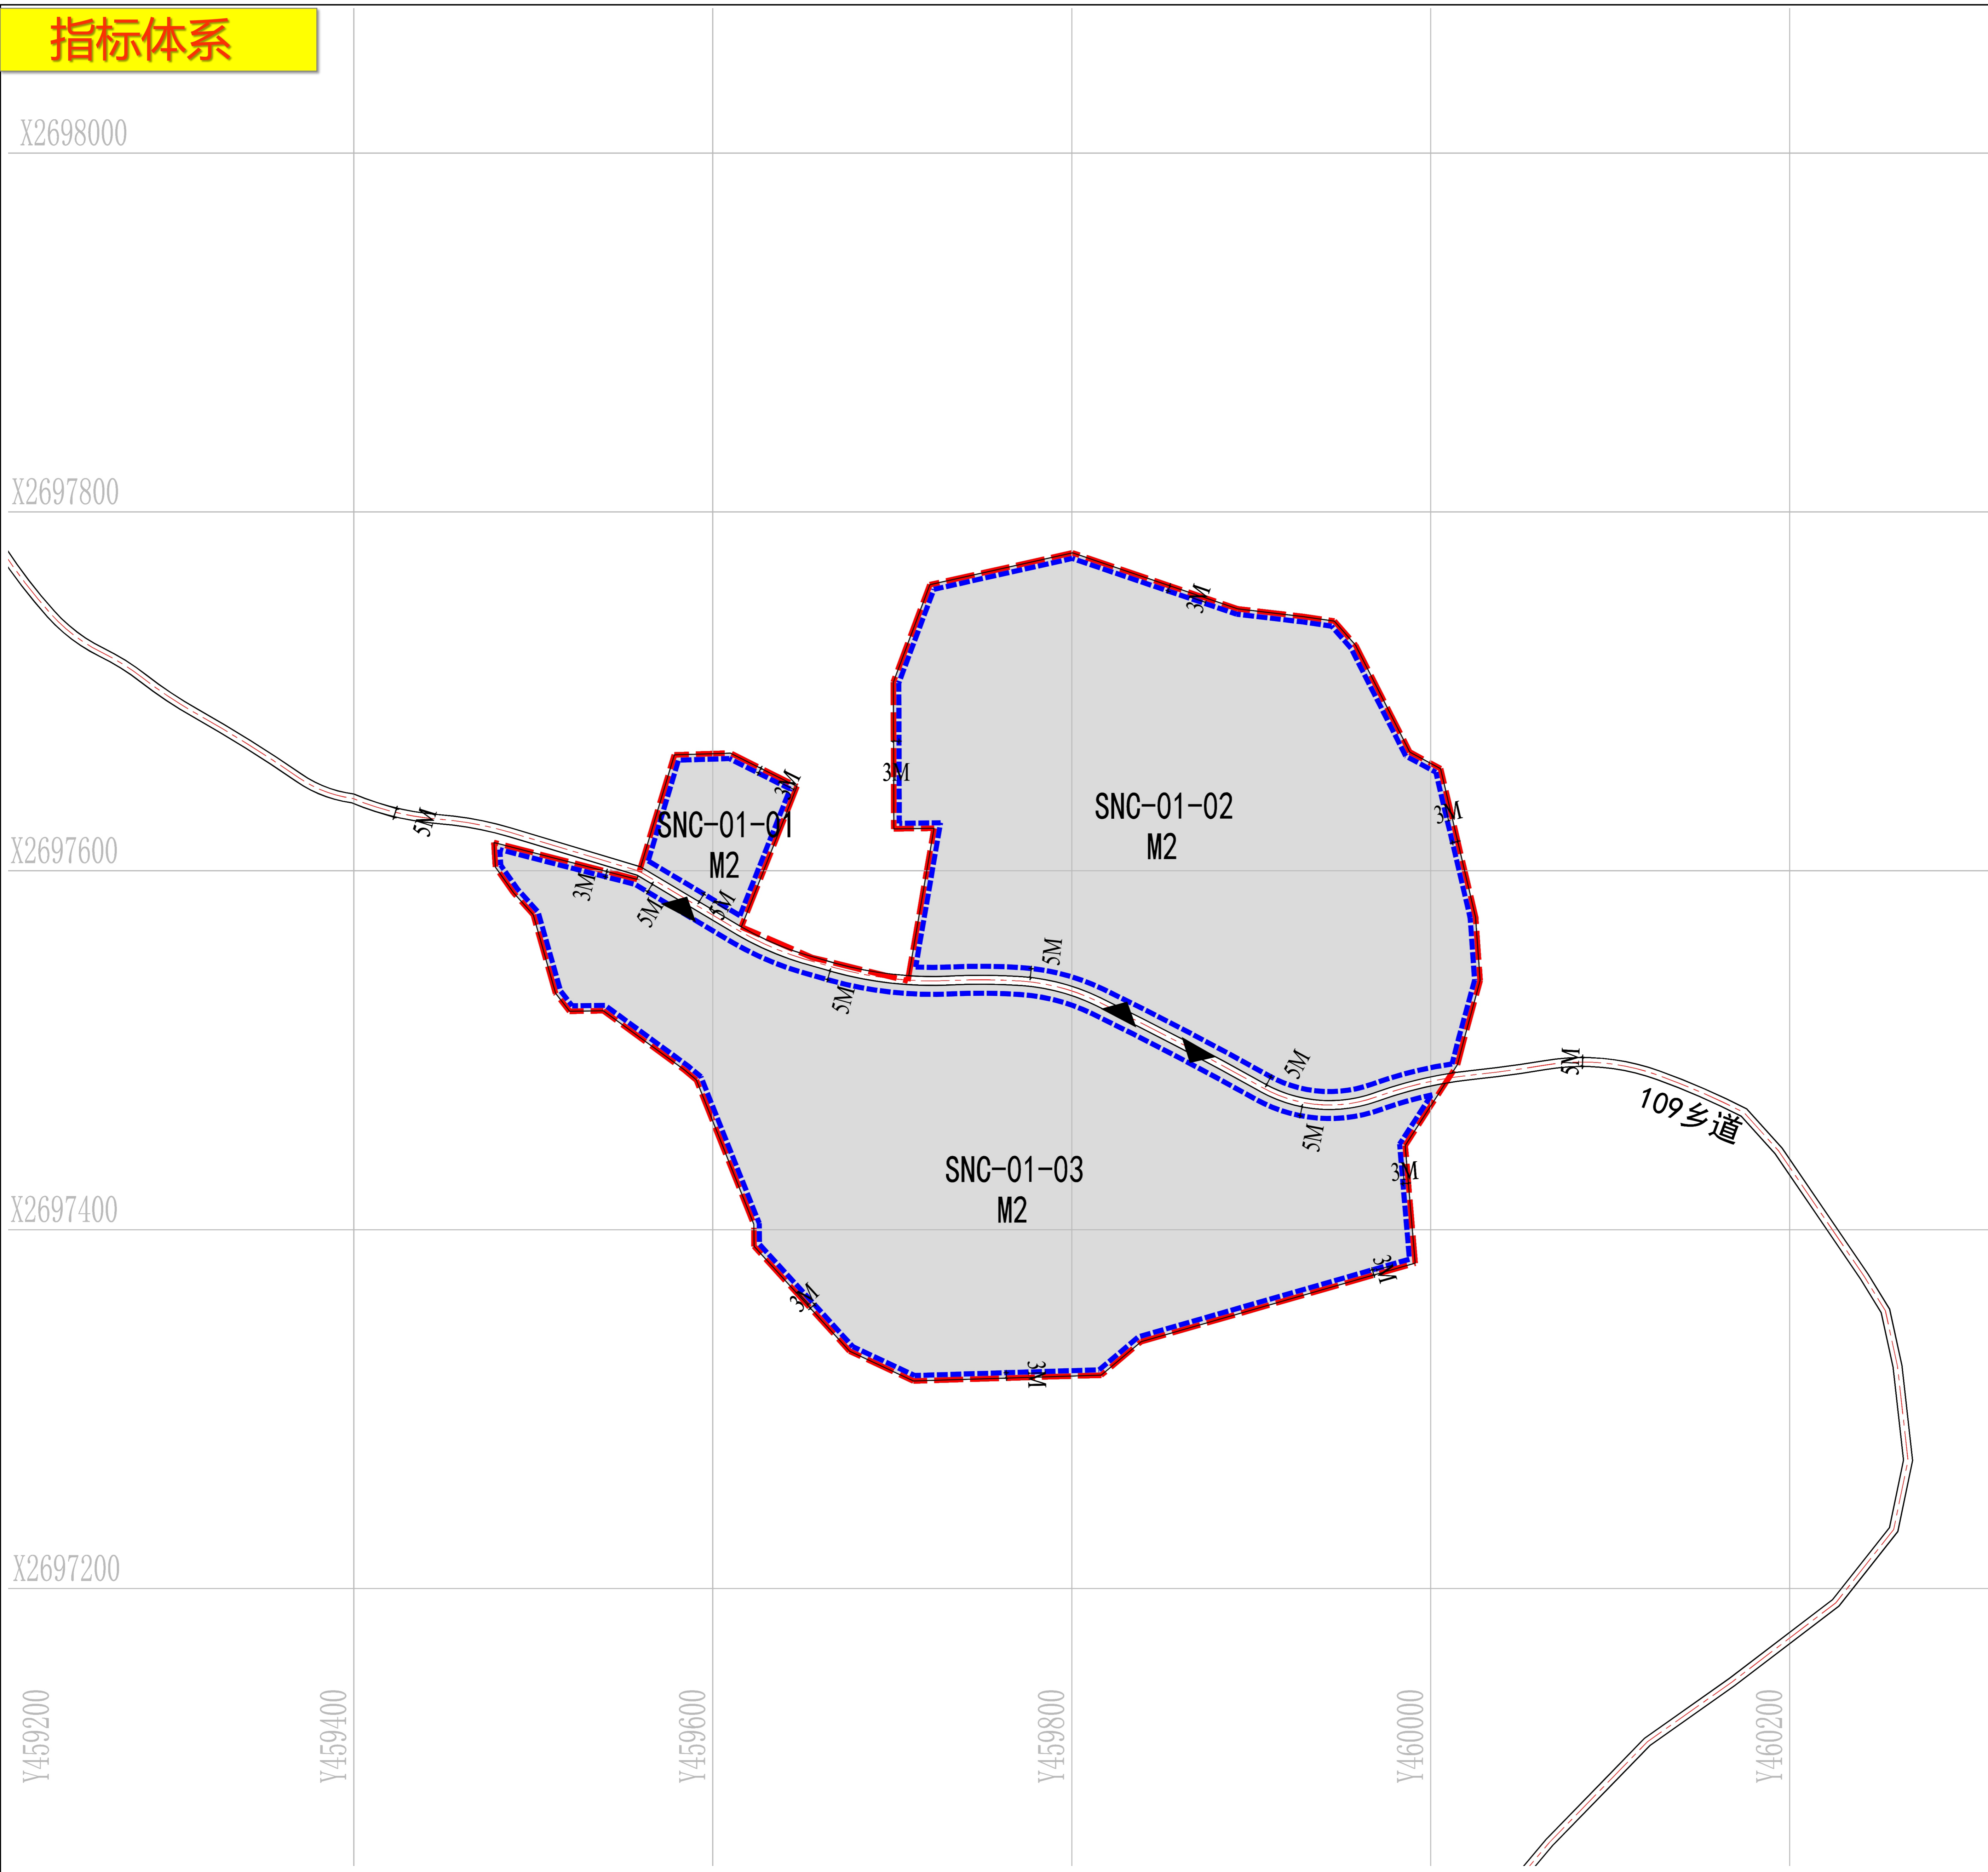 指标体系
X2698000
X2697800
3M
3M
3M
SNC-01-01
M2
SNC-01-02
M2
3M
5M
X2697600
3M
5M
5M
5M
5M
5M
5M
5M
109乡道
SNC-01-03
M2
3M
X2697400
3M
3M
3M
X2697200
Y459200
Y459400
Y459600
Y459800
Y460000
Y460200